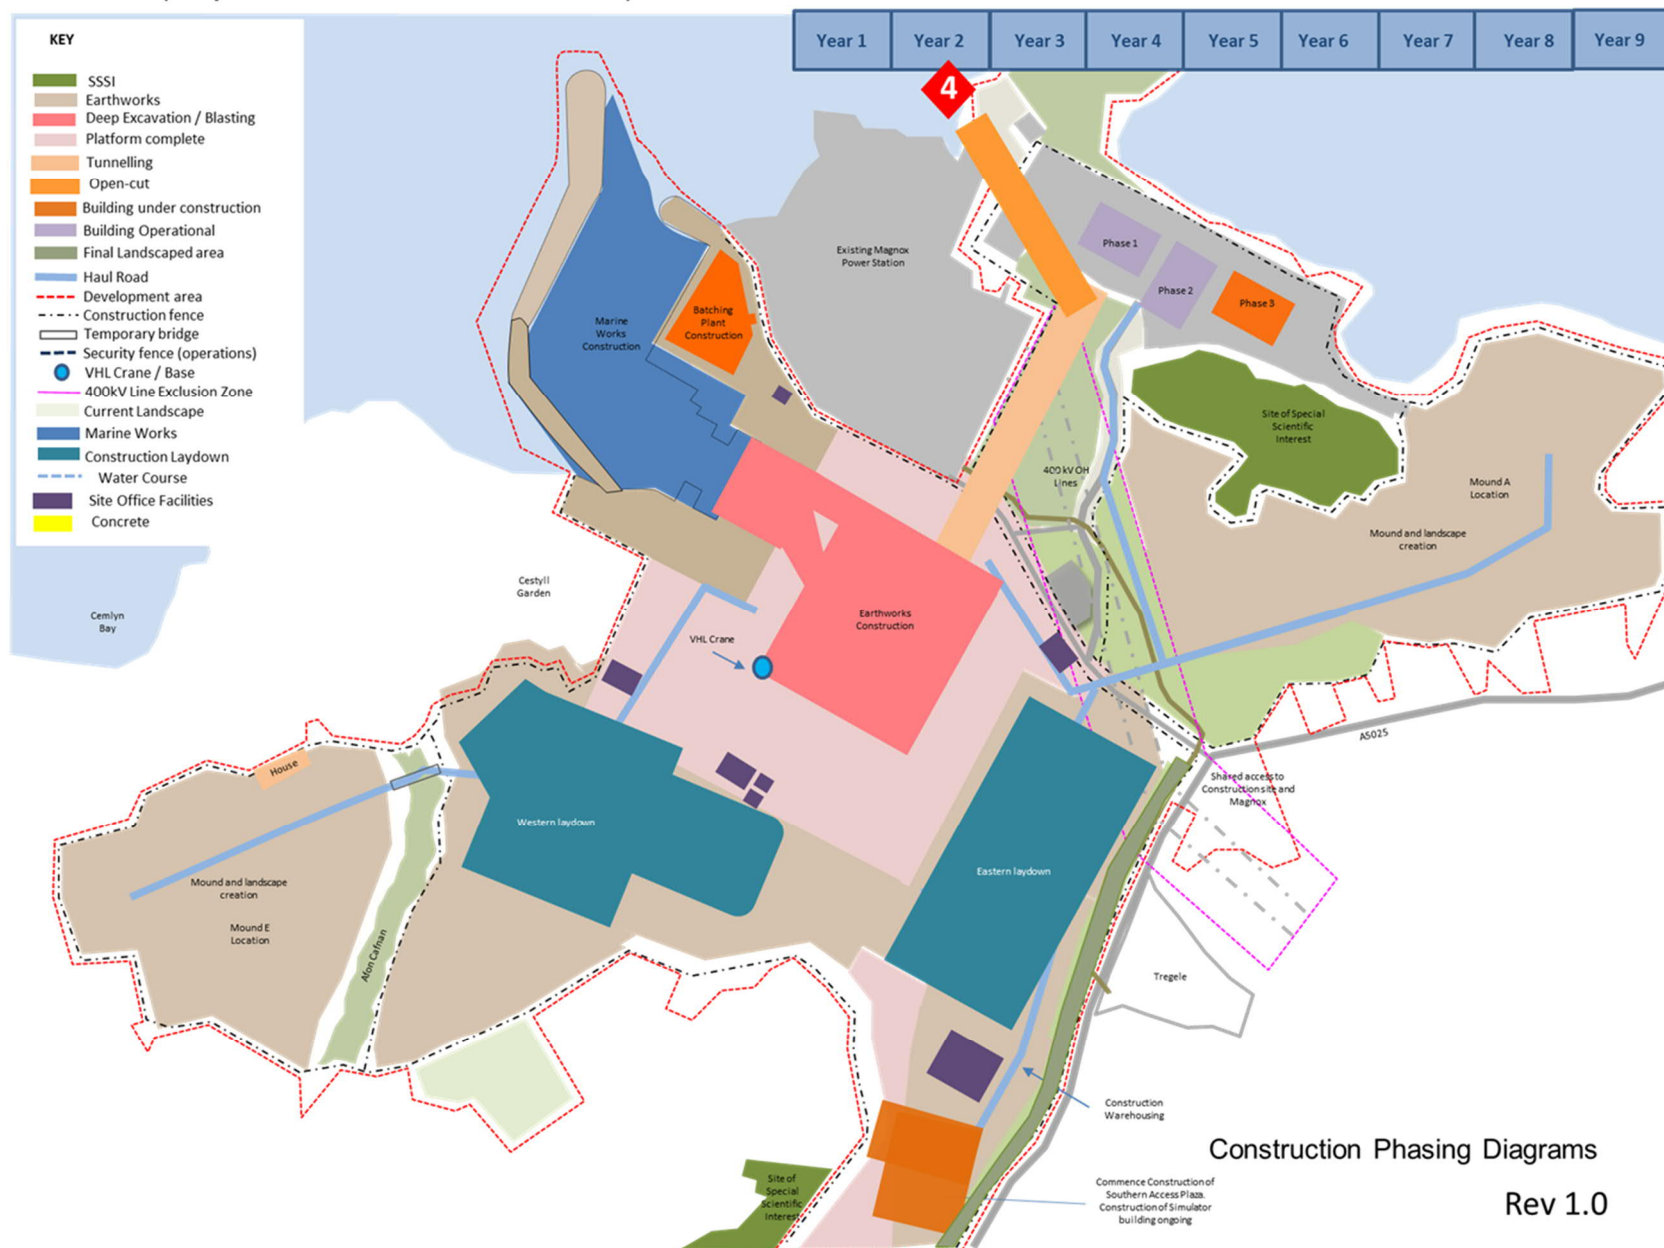 KEY
SSSI
Earthworks
Deep Excavation / Blasting
Platform complete
Tunnelling
Open-cut
Building under construction
Building Operational
Final Landscaped area
Haul Road
Development area
Construction fence
Temporary bridge
Security fence (operations)
VHL Crane / Base
400kV Line Exclusion Zone
Current Landscape
Marine Works
Construction Laydown
Water Course
Site Office Facilities
Concrete
Year 1
Year 2
Year 3
Year 4
Year 5
Year 6
Year 7
Year 8
Year 9
4
Existing Magnox
Power Station
Phase 1
Phase 2
Phase 3
Marine
Works
Construction
Batching
Plant
Construction
Site of Special
Scientific
Interest
400 kV OH
Lines
Mound A
Location
Mound and landscape
creation
Cestyll
Garden
Cemlyn
Bay
Earthworks
Construction
VHL Crane
House
Western laydown
Eastern laydown
A5025
Shared access to
Construction site and
Magnox
Mound and landscape
creation
Mound E
Location
Afon Cafnan
Tregele
Construction
Warehousing
Construction Phasing Diagrams
Rev 1.0
Commence Construction of
Southern Access Plaza.
Construction of Simulator
building ongoing
Site of
Special
Scientific
Interest